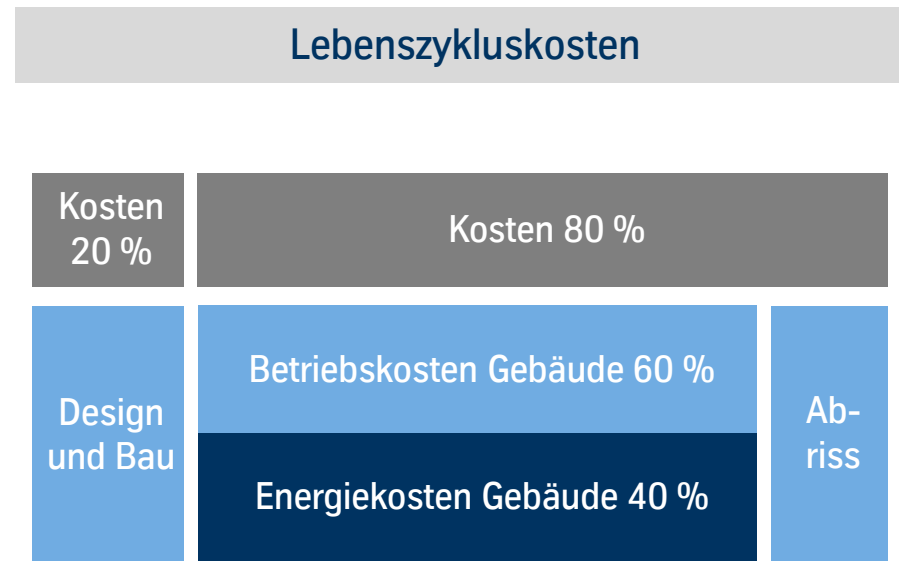 Lebenszykluskosten
Kosten
20 %
Kosten 80 %
Design
und Bau
Betriebskosten Gebäude 60 %
Energiekosten Gebäude 40 %
Ab-
riss